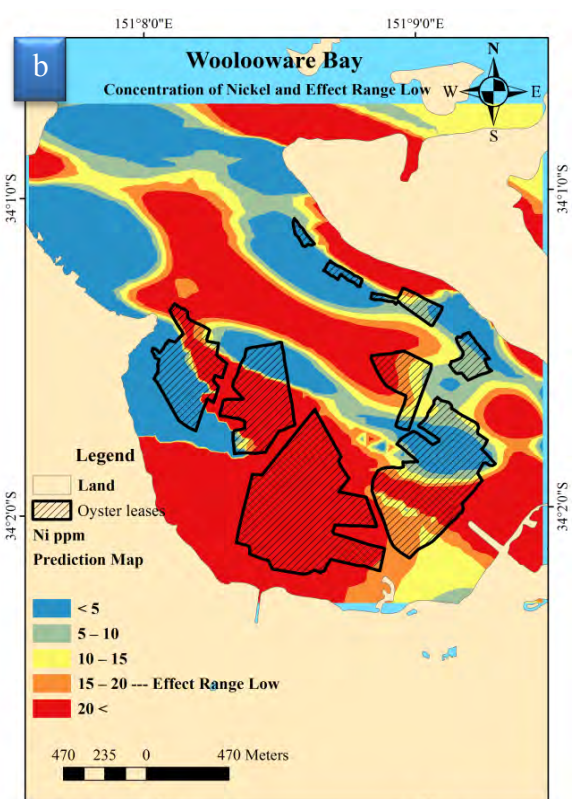 151°8'0"E 151°9'0"E
b
Woolooware Bay
Concentration of Nickel and Effect Range Low
N
W E
S
34°1'0"S 34°1'0"S
34°2'0"S 34°2'0"S
Legend
Land
Oyster leases
Ni ppm
Prediction Map
< 5
5 – 10
10 – 15
15 – 20 --- Effect Range Low
20 <
470 235 0 470 Meters